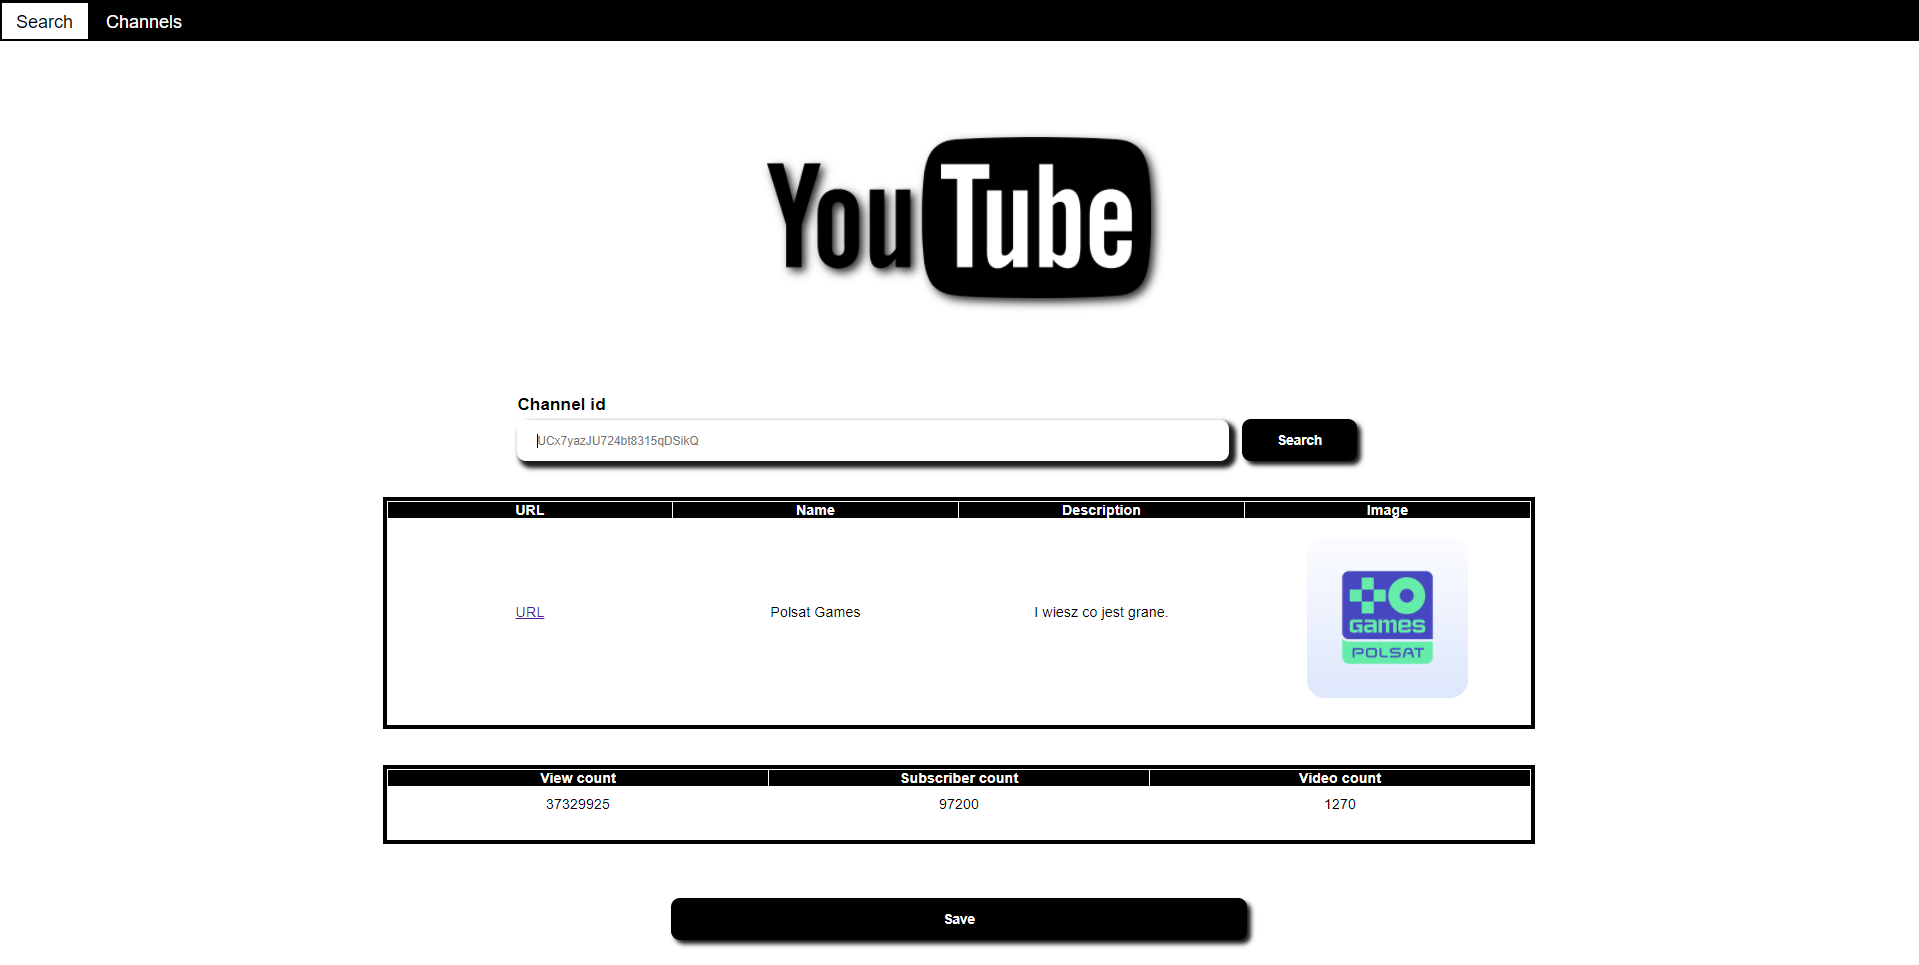 Search Channels
YouTube
Channel id
UCx7yazJU724bt8315qDSikQ Search
URL Name Description Image
URL Polsat Games I wiesz co jest grane.
games
POLSAT
View count Subscriber count Video count
37329925 97200 1270
Save